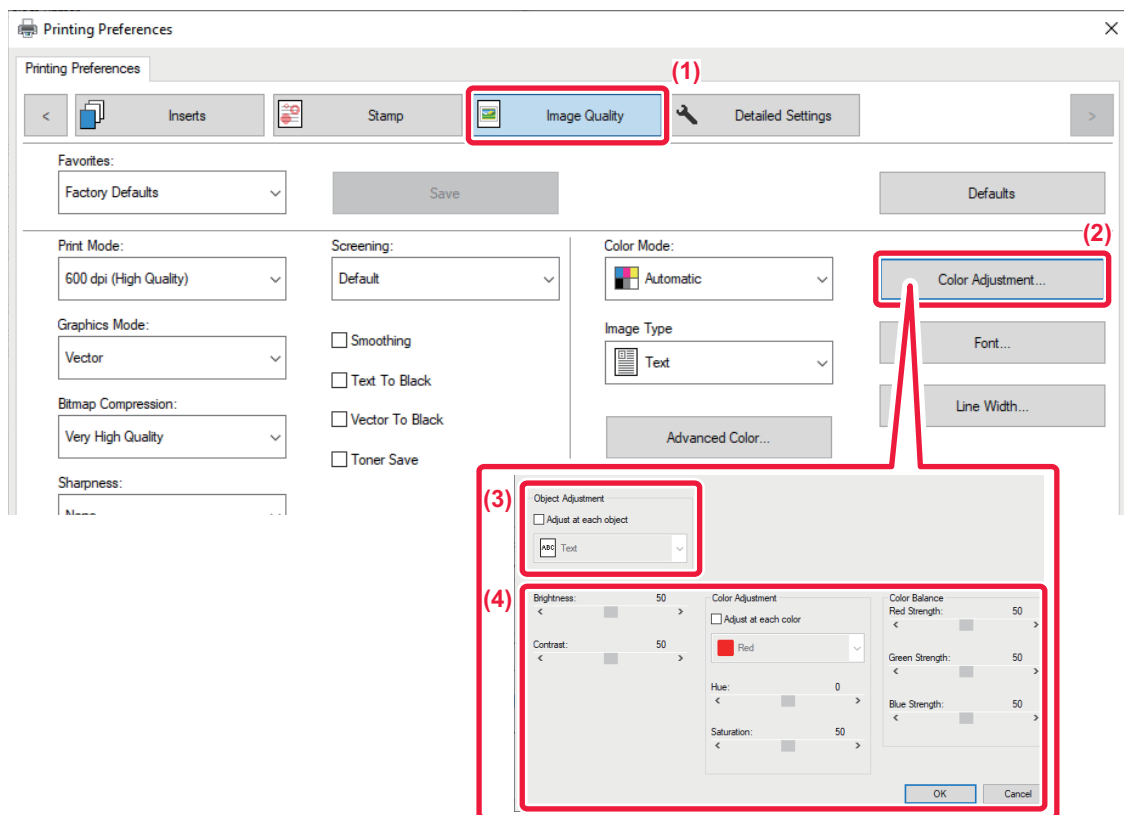 Printing Preferences
Printing Preferences
(1)
< Inserts Stamp Image Quality Detailed Settings >
Favorites:
Factory Defaults Save Defaults
(2)
Print Mode: Screening: Color Mode:
600 dpi (High Quality) Default Automatic Color Adjustment...
Graphics Mode: Image Type
Smoothing
Vector Text Font...
Text To Black
Bitmap Compression:
Vector To Black Line Width...
Very High Quality Advanced Color...
Toner Save
Sharpness:
None
(3)
Object Adjustment
Adjust at each object
ABC Text
(4)
Brightness: 50 Color Adjustment Color Balance
< > Adjust at each color Red Strength: 50
< >
Contrast: 50 Red
< > Green Strength: 50
< >
Hue: 0
< > Blue Strength: 50
< >
Saturation: 50
< >
OK Cancel